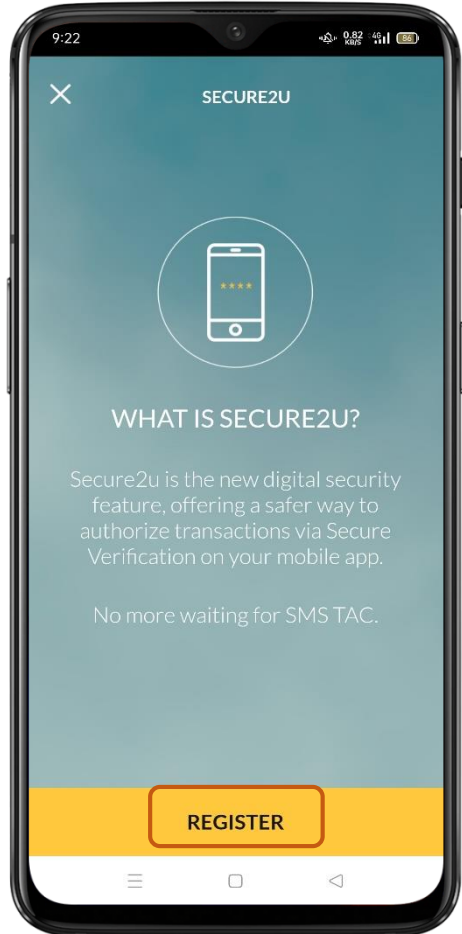 9:22
0.82 4G 86
KB/S
SECURE2U
****
WHAT IS SECURE2U?
Secure2u is the new digital security
feature, offering a safer way to
authorize transactions via Secure
Verification on your mobile app.
No more waiting for SMS TAC.
REGISTER